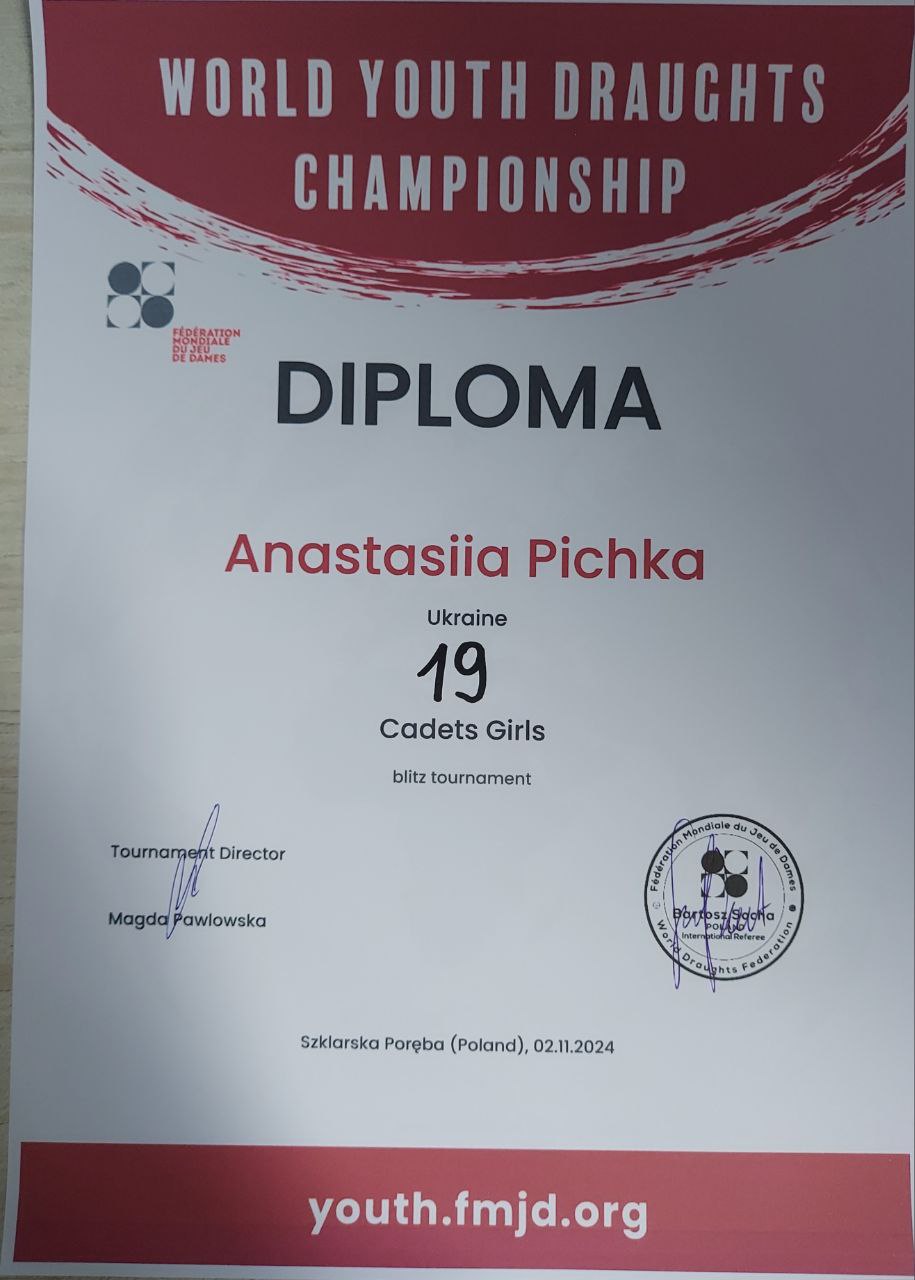 WORLD YOUTH DRAUGHTS
CHAMPIONSHIP
FÉDÉRATION
MONDIALE
DU JEU
DE DAMES
DIPLOMA
Anastasiia Pichka
Ukraine
19
Cadets Girls
blitz tournament
Tournament Director
Magda Pawlowska
Fédération Mondiale du Jeu de Dames
Bartosz Socha
POLAND
International Referee
World Draughts Federation
Szklarska Poręba (Poland), 02.11.2024
youth.fmjd.org